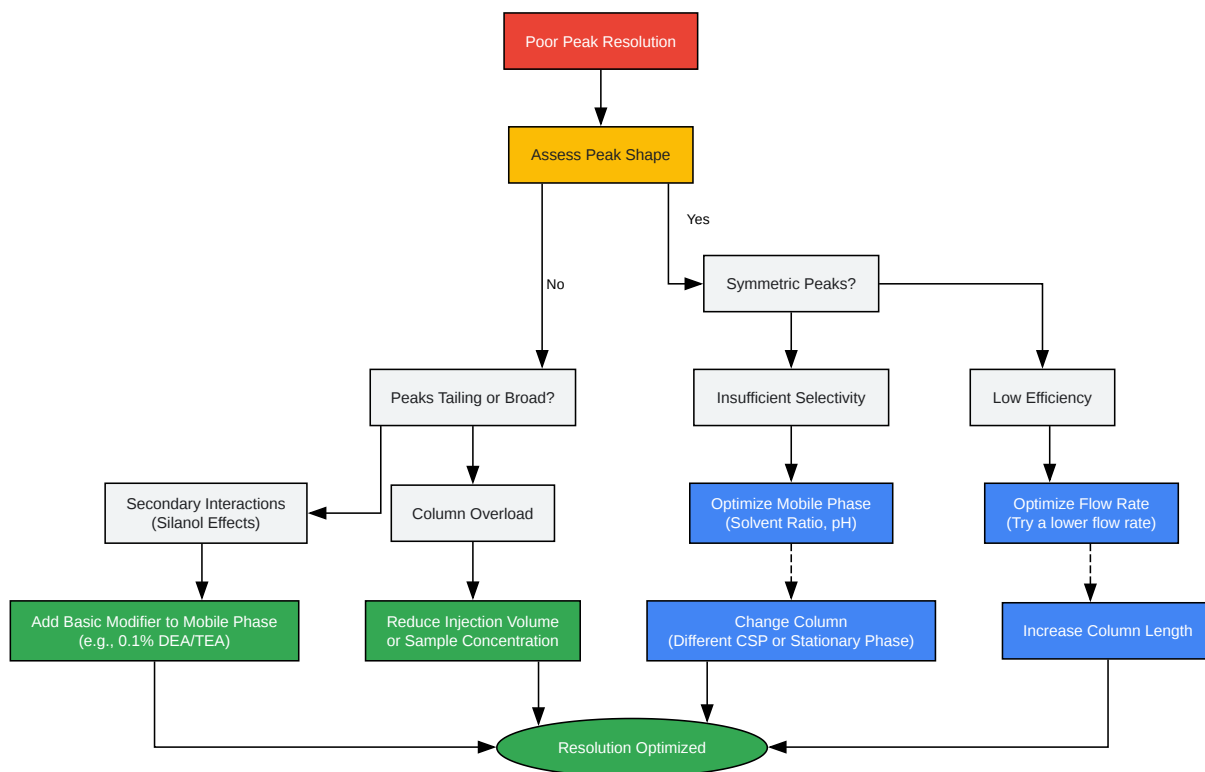 Poor Peak Resolution
Assess Peak Shape
Yes
No
Symmetric Peaks?
Peaks Tailing or Broad?
Insufficient Selectivity
Low Efficiency
Secondary Interactions
(Silanol Effects)
Column Overload
Optimize Mobile Phase
(Solvent Ratio, pH)
Optimize Flow Rate
(Try a lower flow rate)
Add Basic Modifier to Mobile Phase
(e.g., 0.1% DEA/TEA)
Reduce Injection Volume
or Sample Concentration
Change Column
(Different CSP or Stationary Phase)
Increase Column Length
Resolution Optimized